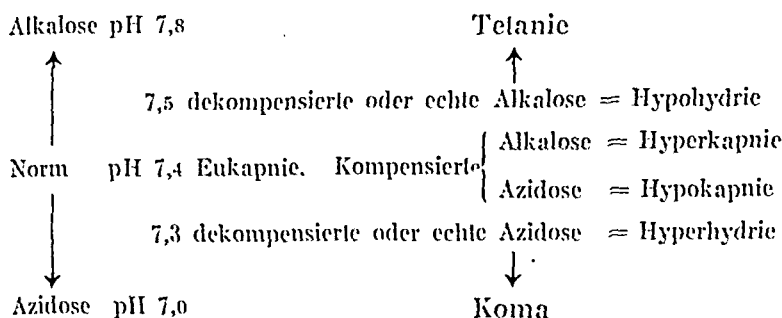 Alkalose pH 7,8 Tetanie
7,5 dekompensierte oder echte Alkalose = Hypohydrie
Alkalose = Hyperkapnie
Norm pH 7,4 Eukapnie. Kompensierte
Azidose = Hypokapnie
7,3 dekompensierte oder echte Azidose = Hyperhydrie
Azidose pH 7,0 Koma